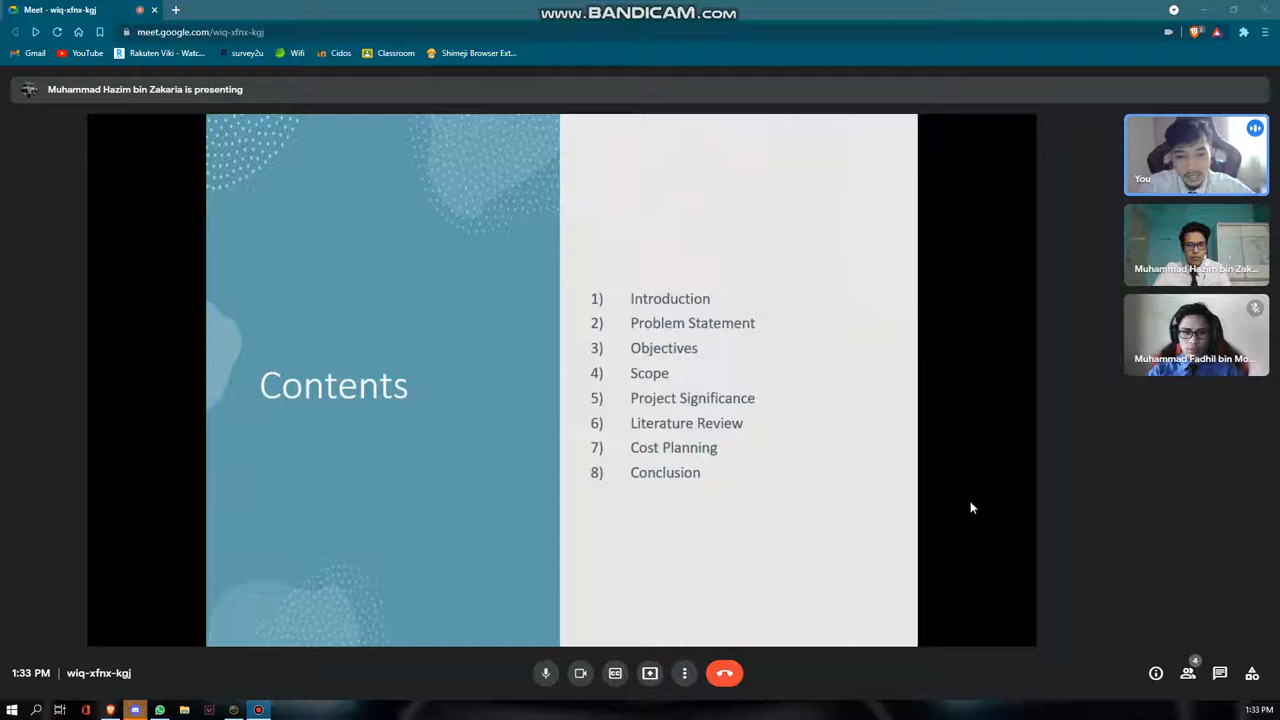 www.BANDICAM.com
Meet - wiq-xfnx-kgj
meet.google.com/wiq-xfnx-kgj
2
Gmail
YouTube
Rakuten Viki - Watc...
survey2u
Wifi
Cidos
Classroom
Shimeji Browser Ext...
Muhammad Hazim bin Zakaria is presenting
Contents
1) Introduction
2) Problem Statement
3) Objectives
4) Scope
5) Project Significance
6) Literature Review
7) Cost Planning
8) Conclusion
You
Muhammad Hazim bin Zak...
Muhammad Fadhil bin Mo...
1:33 PM | wiq-xfnx-kgj
4
1:33 PM